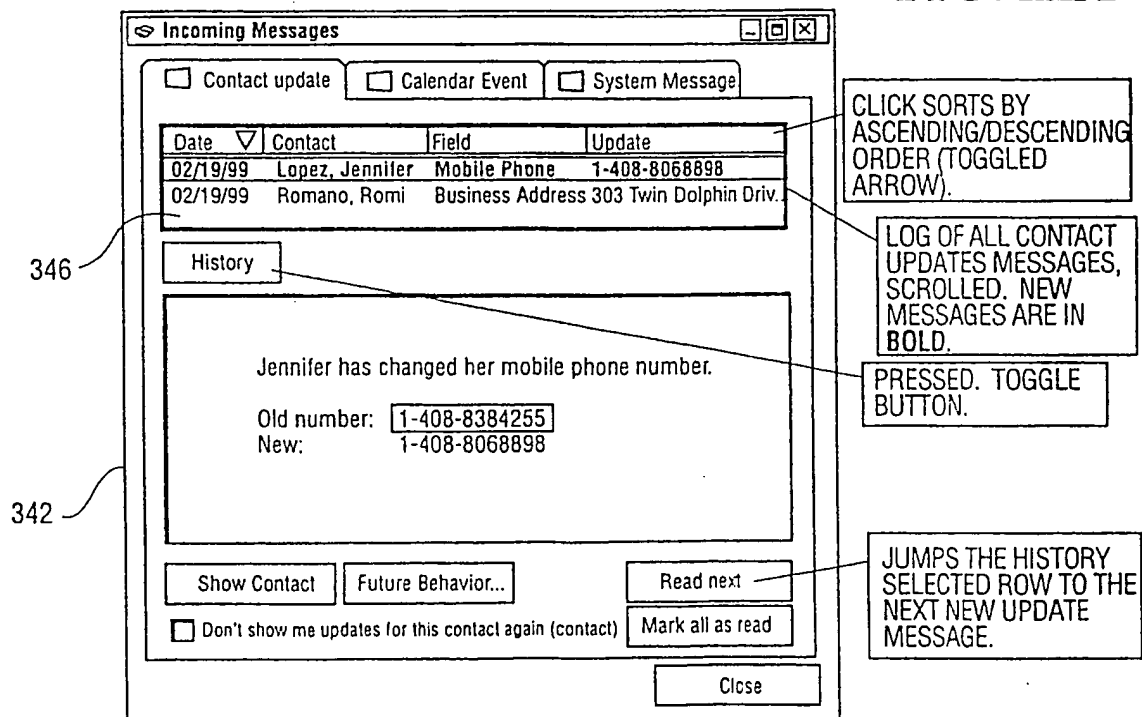 Incoming Messages
Contact update
Calendar Event
System Message
Date Contact Field Update
02/19/99 Lopez, Jennifer Mobile Phone 1-408-8068898
02/19/99 Romano, Romi Business Address 303 Twin Dolphin Driv..
History
Jennifer has changed her mobile phone number.
Old number: 1-408-8384255
New: 1-408-8068898
Show Contact
Future Behavior...
Read next
Don't show me updates for this contact again (contact)
Mark all as read
Close
346
342
CLICK SORTS BY
ASCENDING/DESCENDING
ORDER (TOGGLED
ARROW).
LOG OF ALL CONTACT
UPDATES MESSAGES,
SCROLLED. NEW
MESSAGES ARE IN
BOLD.
PRESSED. TOGGLE
BUTTON.
JUMPS THE HISTORY
SELECTED ROW TO THE
NEXT NEW UPDATE
MESSAGE.